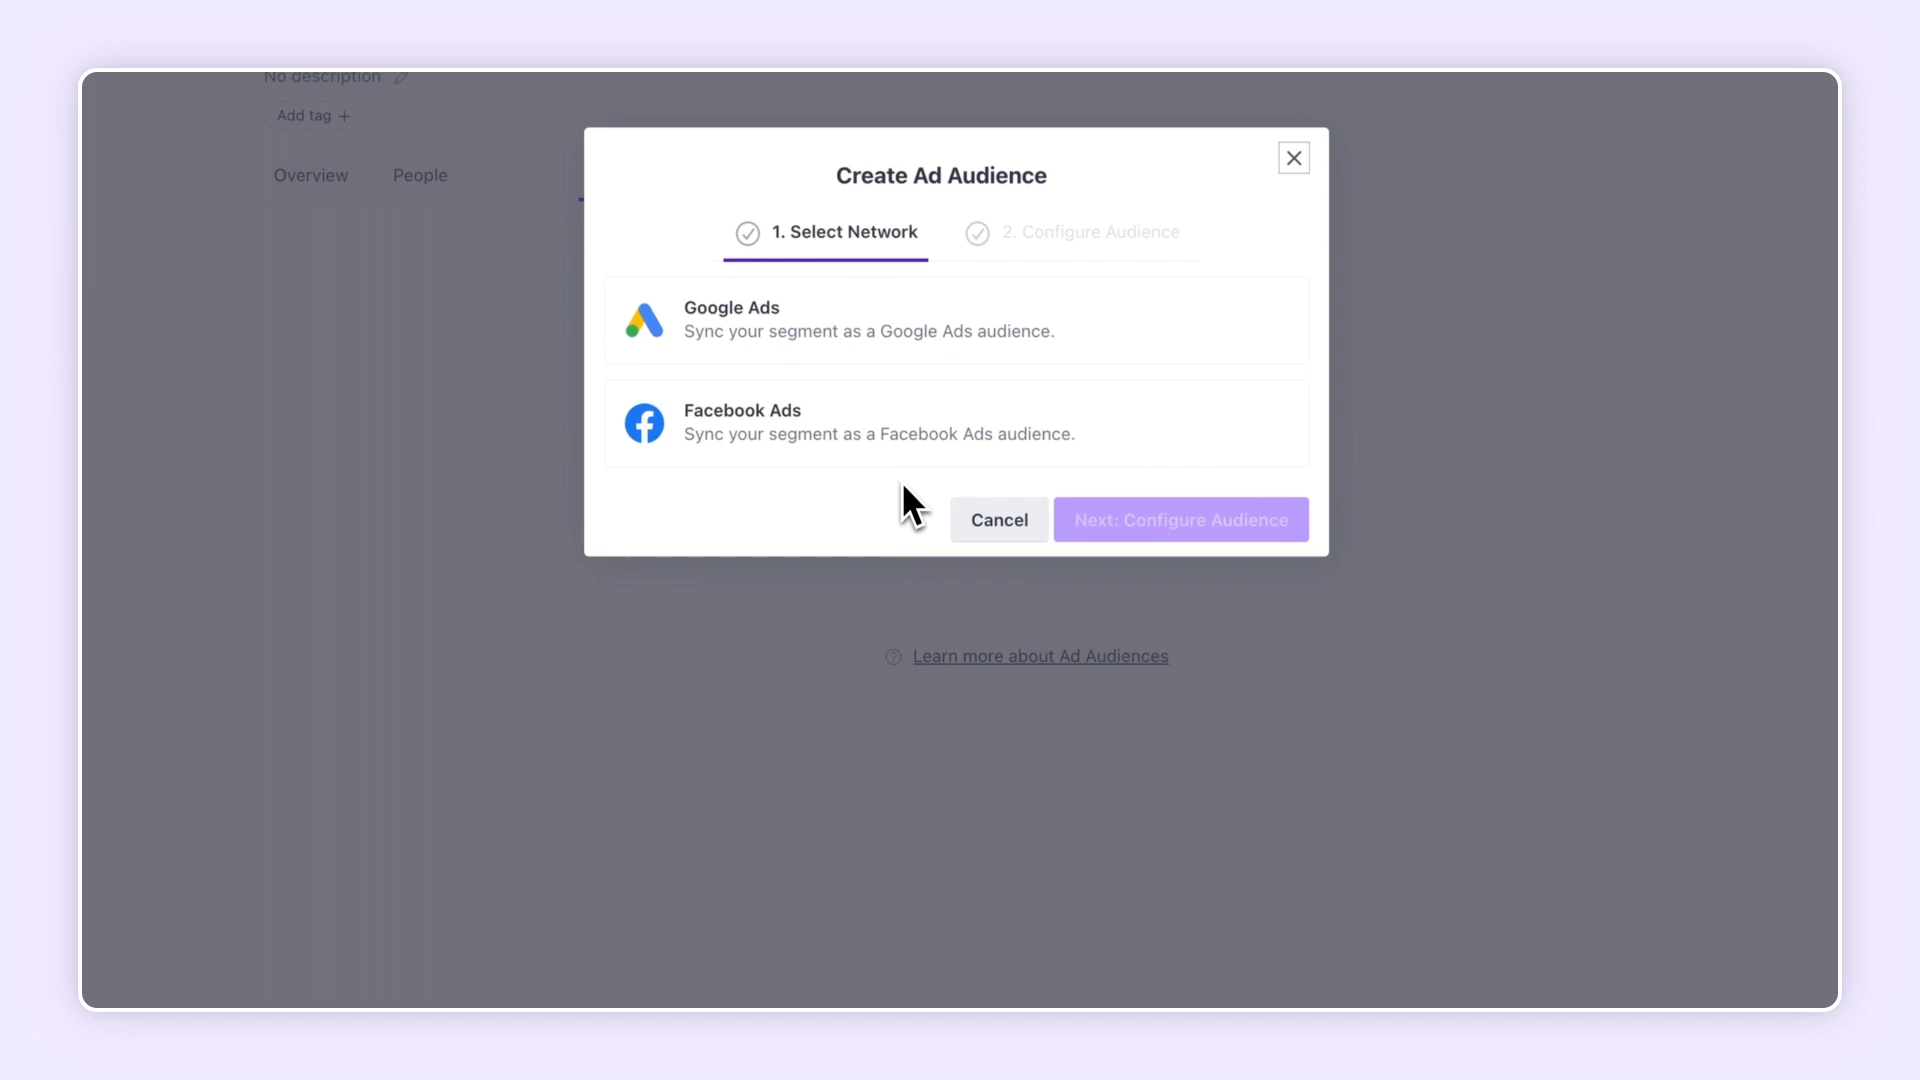 No description
Add tag +
Overview
People
Create Ad Audience
1. Select Network
2. Configure Audience
Google Ads
Sync your segment as a Google Ads audience.
Facebook Ads
Sync your segment as a Facebook Ads audience.
Cancel
Next: Configure Audience
Learn more about Ad Audiences